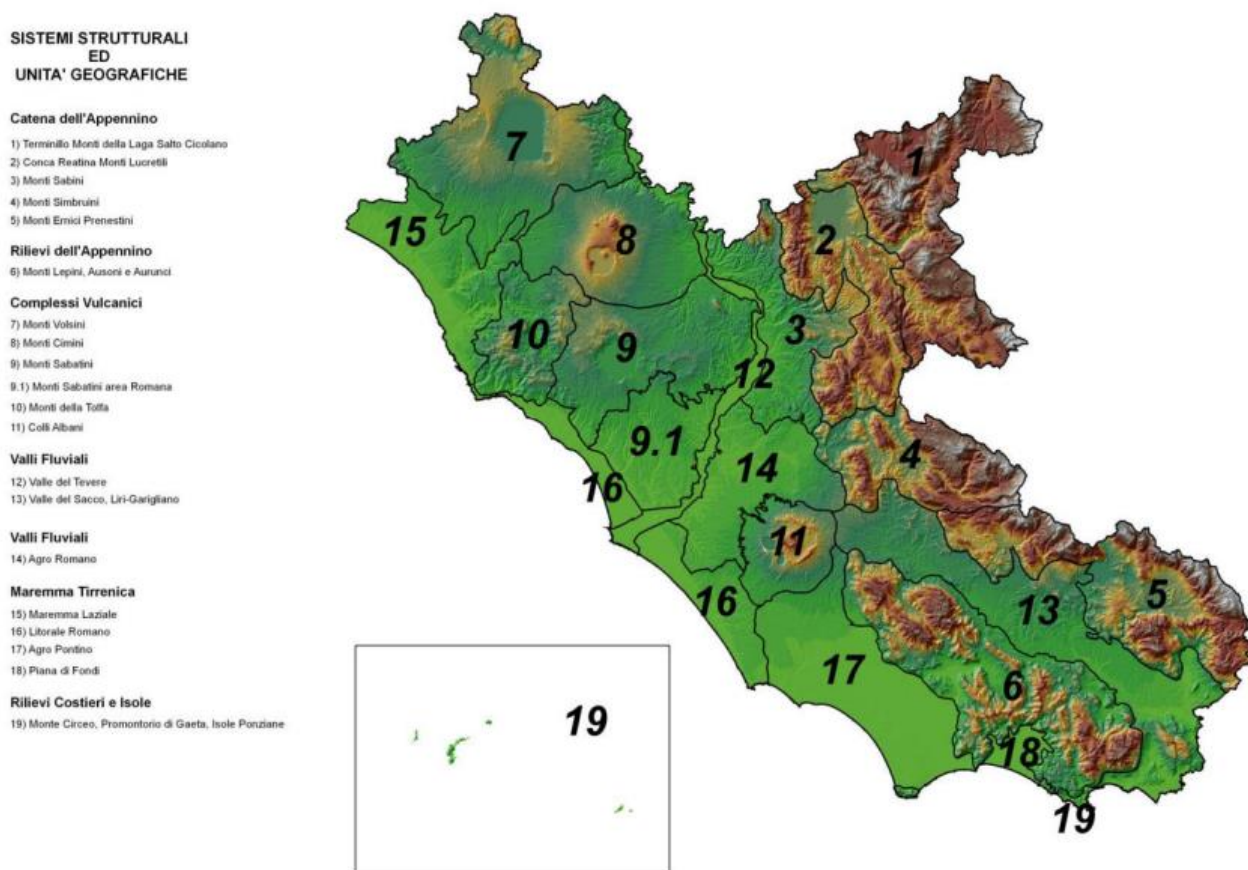 SISTEMI STRUTTURALI
ED
UNITA' GEOGRAFICHE
Catena dell'Appennino
1) Terminillo Monti della Laga Salto Cicolano
2) Conca Reatina Monti Lucretili
3) Monti Sabini
4) Monti Simbruini
5) Monti Ernici Prenestini
Rilievi dell'Appennino
6) Monti Lepini, Ausoni e Aurunci
Complessi Vulcanici
7) Monti Volsini
8) Monti Cimini
9) Monti Sabatini
9.1) Monti Sabatini area Romana
10) Monti della Tolfa
11) Colli Albani
Valli Fluviali
12) Valle del Tevere
13) Valle del Sacco, Liri-Garigliano
Valli Fluviali
14) Agro Romano
Maremma Tirrenica
15) Maremma Laziale
16) Litorale Romano
17) Agro Pontino
18) Piana di Fondi
Rilievi Costieri e Isole
19) Monte Circeo, Promontorio di Gaeta, Isole Ponziane
7
1
15
8
2
10
9
3
12
9.1
4
16
14
11
16
13
5
17
6
19
18
19